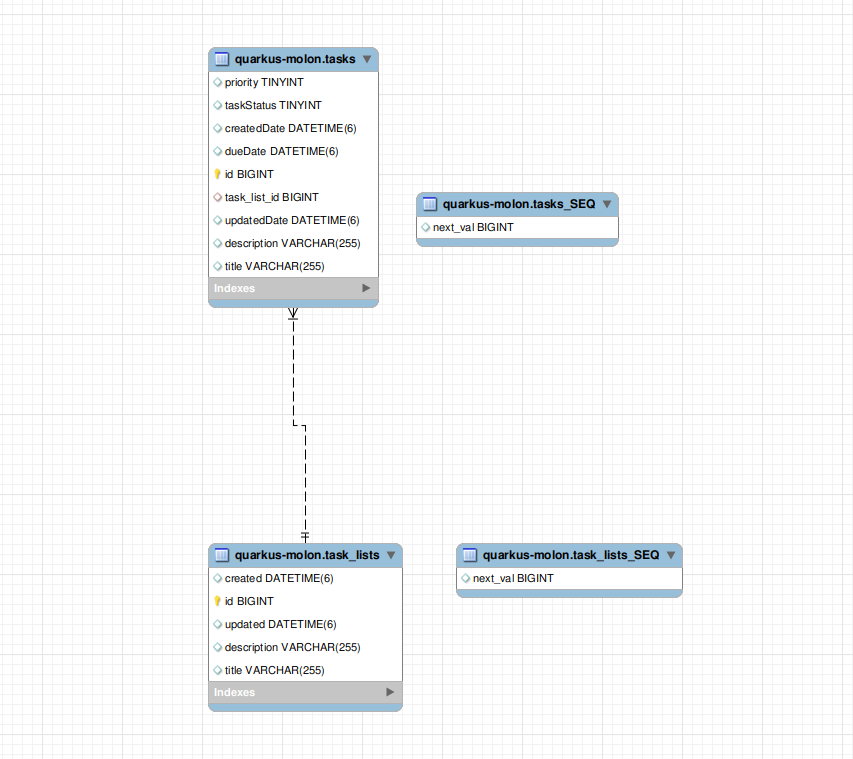 quarkus-molon.tasks
priority TINYINT
taskStatus TINYINT
createdDate DATETIME(6)
dueDate DATETIME(6)
id BIGINT
task_list_id BIGINT
updatedDate DATETIME(6)
description VARCHAR(255)
title VARCHAR(255)
Indexes
quarkus-molon.tasks_SEQ
next_val BIGINT
quarkus-molon.task_lists
created DATETIME(6)
id BIGINT
updated DATETIME(6)
description VARCHAR(255)
title VARCHAR(255)
Indexes
quarkus-molon.task_lists_SEQ
next_val BIGINT